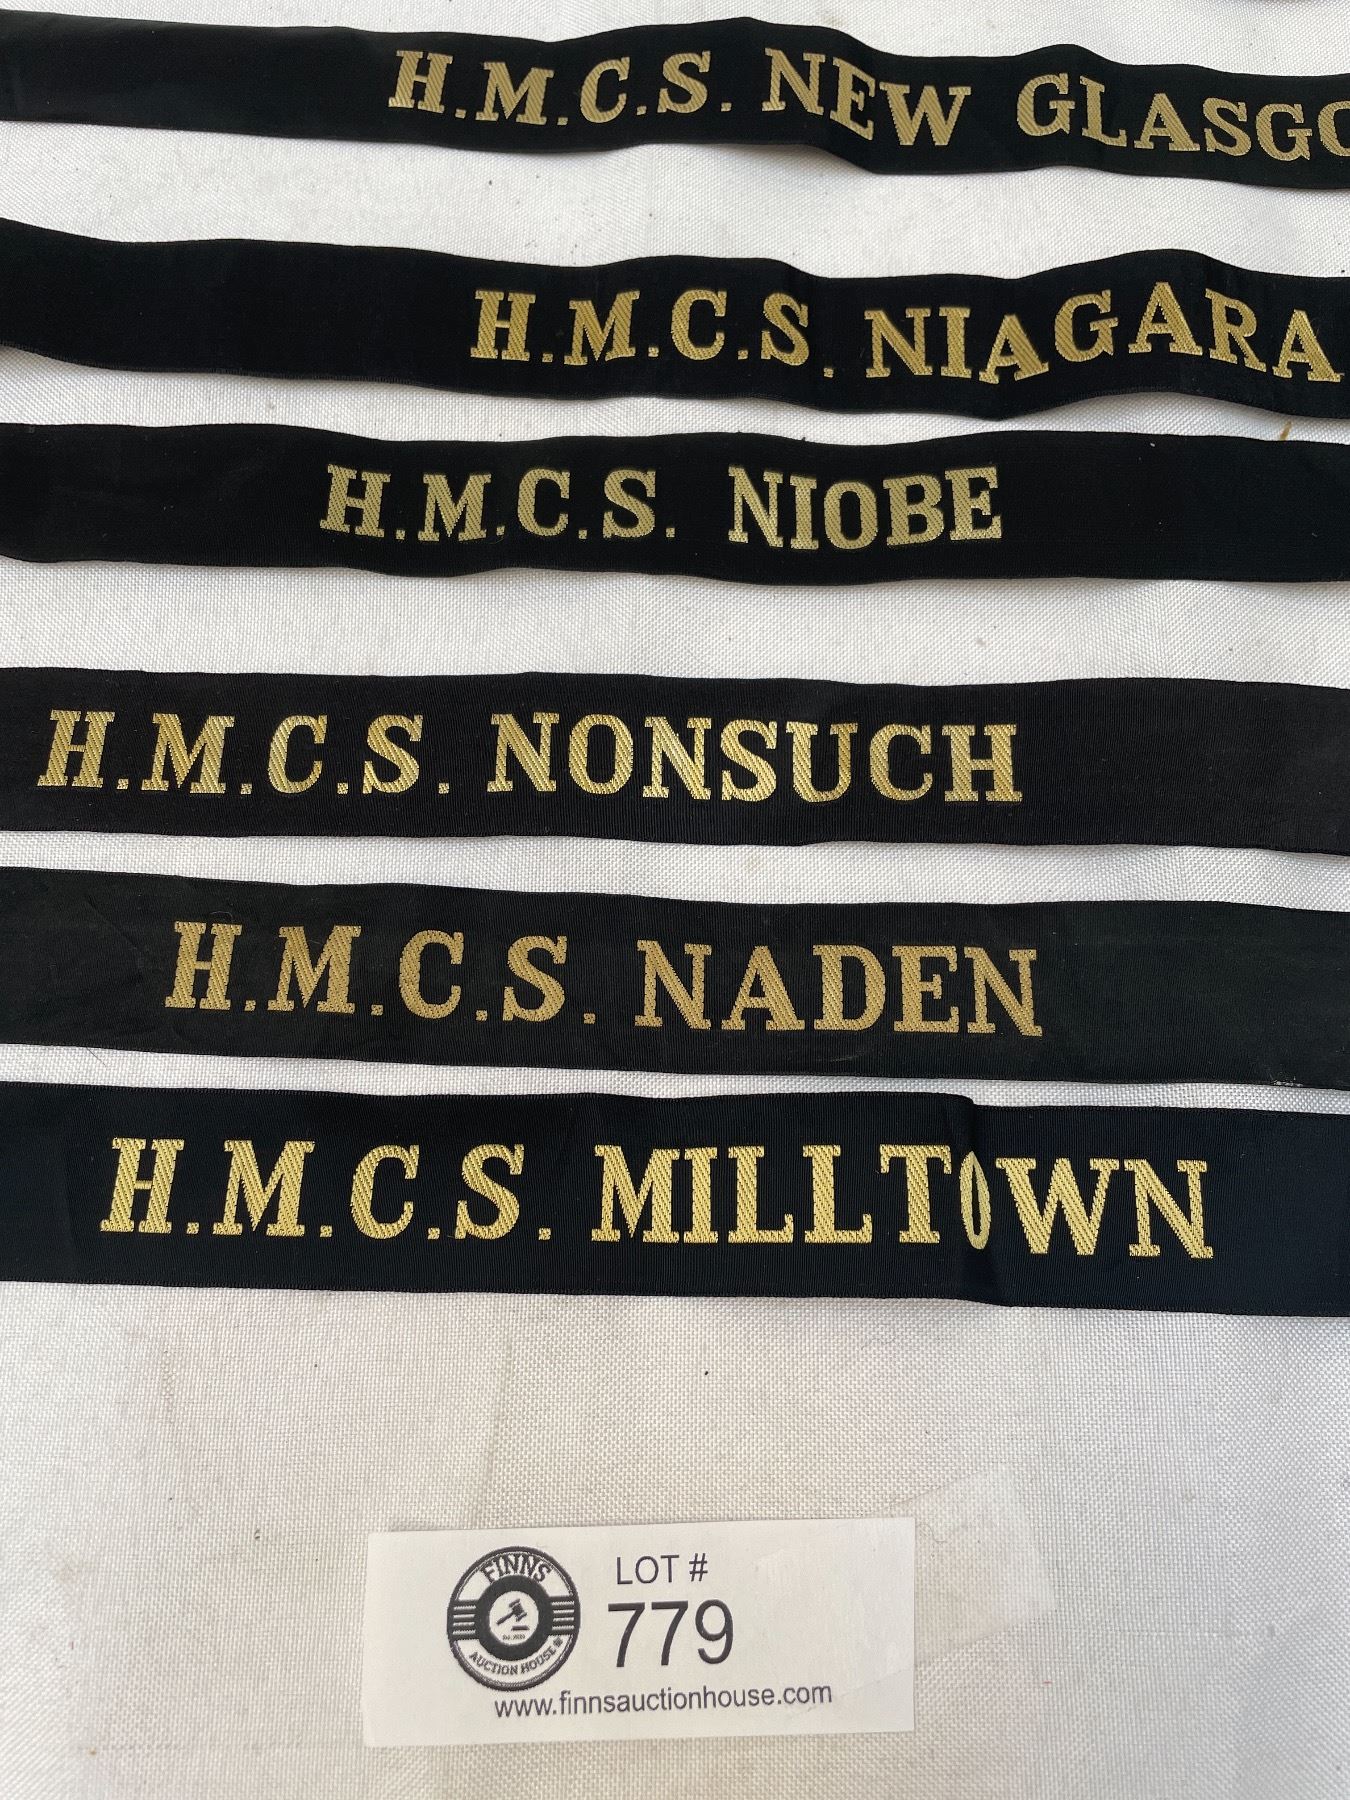 H.M.C.S. NEW GLASGO
H.M.C.S. NIAGARA
H.M.C.S. NIOBE
H.M.C.S. NONSUCH
H.M.C.S. NADEN
H.M.C.S. MILLTOWN
FINNS
AUCTION HOUSE
LOT #
779
www.finnsauctionhouse.com